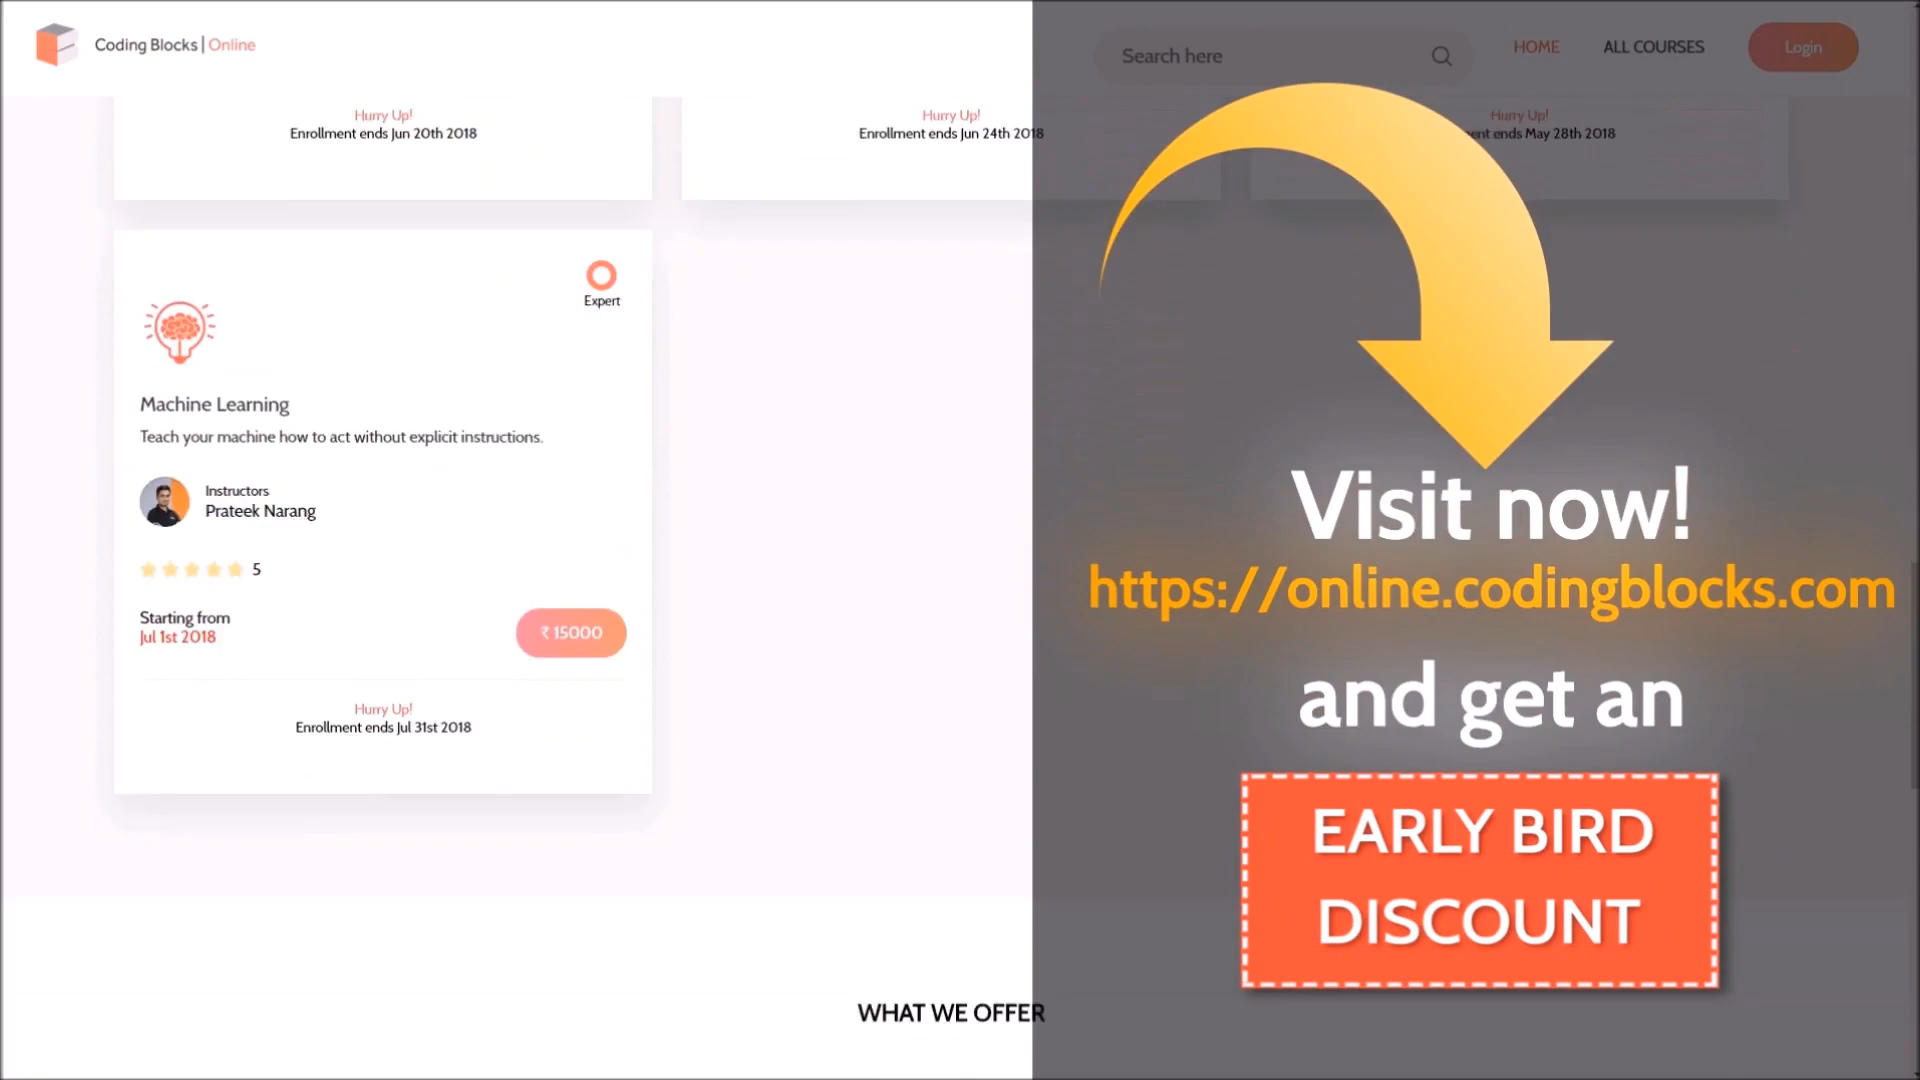 Coding Blocks | Online
Search here
HOME
ALL COURSES
Login
Hurry Up!
Enrollment ends Jun 20th 2018
Hurry Up!
Enrollment ends Jun 24th 2018
Hurry Up!
ent ends May 28th 2018
Expert
Machine Learning
Teach your machine how to act without explicit instructions.
Instructors
Prateek Narang
5
Starting from
Jul 1st 2018
₹ 15000
Hurry Up!
Enrollment ends Jul 31st 2018
WHAT WE OFFER
Visit now!
https://online.codingblocks.com
and get an
EARLY BIRD
DISCOUNT